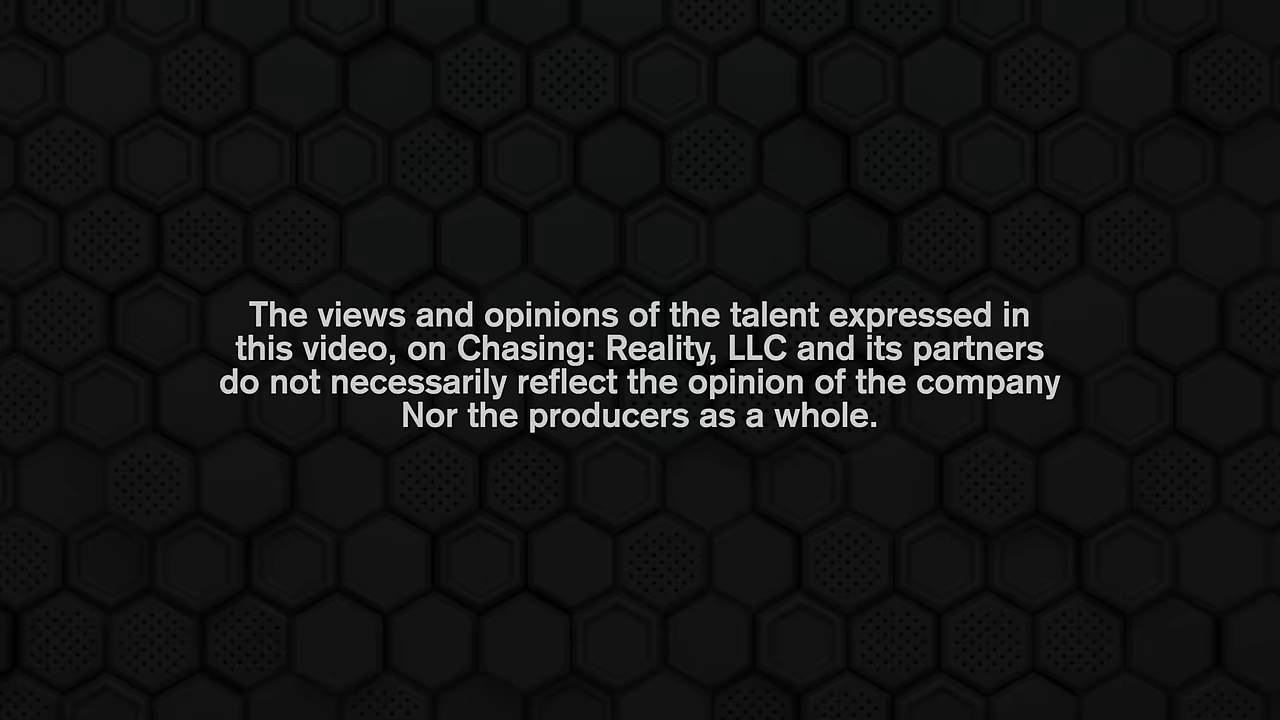 The views and opinions of the talent expressed in
this video, on Chasing: Reality, LLC and its partners
do not necessarily reflect the opinion of the company
Nor the producers as a whole.